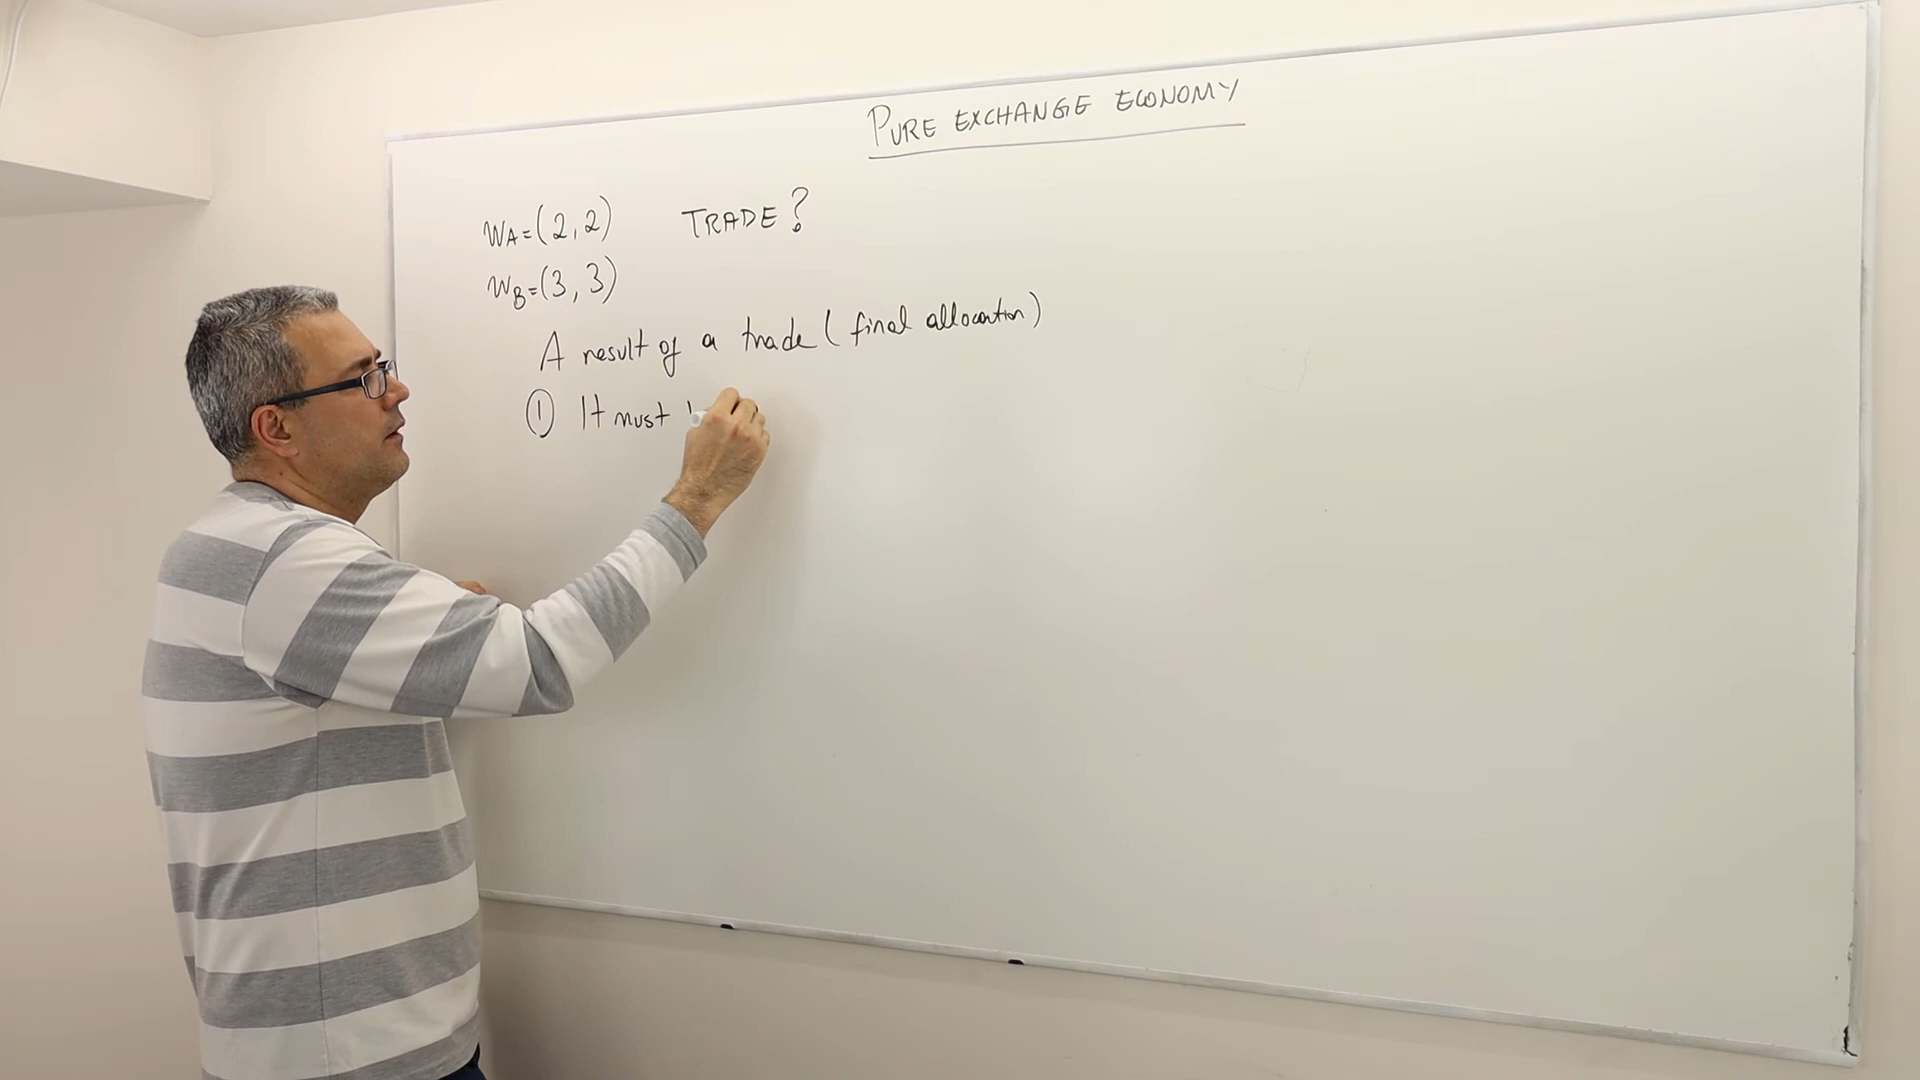 PURE EXCHANGE ECONOMY
WA=(2,2) TRADE?
WB=(3,3)
A result of a trade (final allocation)
① It must